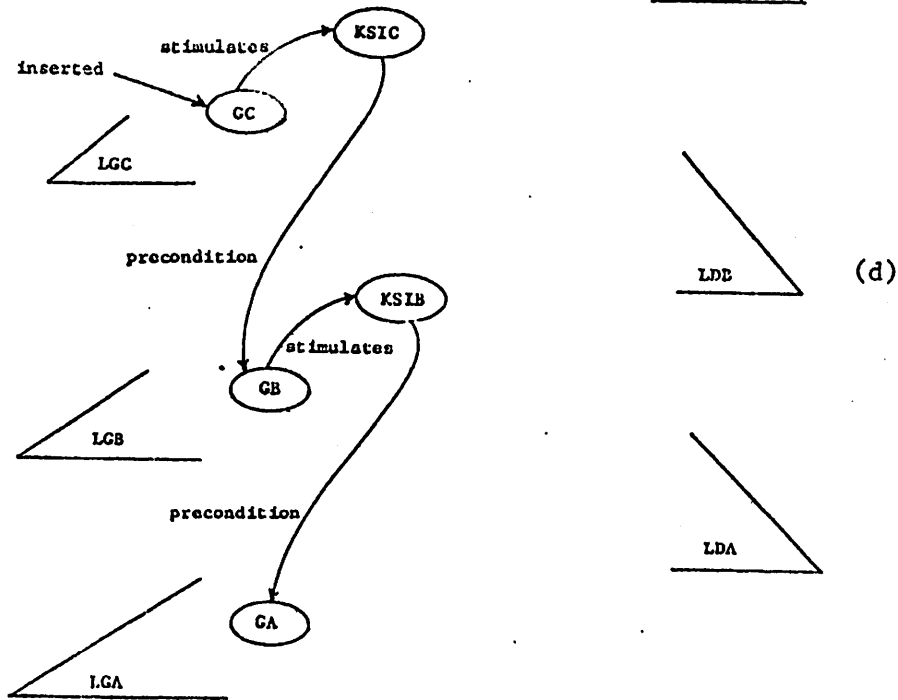 KSIC
stimulates
inserted
GC
LGC
precondition
LDB
(d)
KSIB
stimulates
GB
LGB
precondition
LDA
GA
LGA